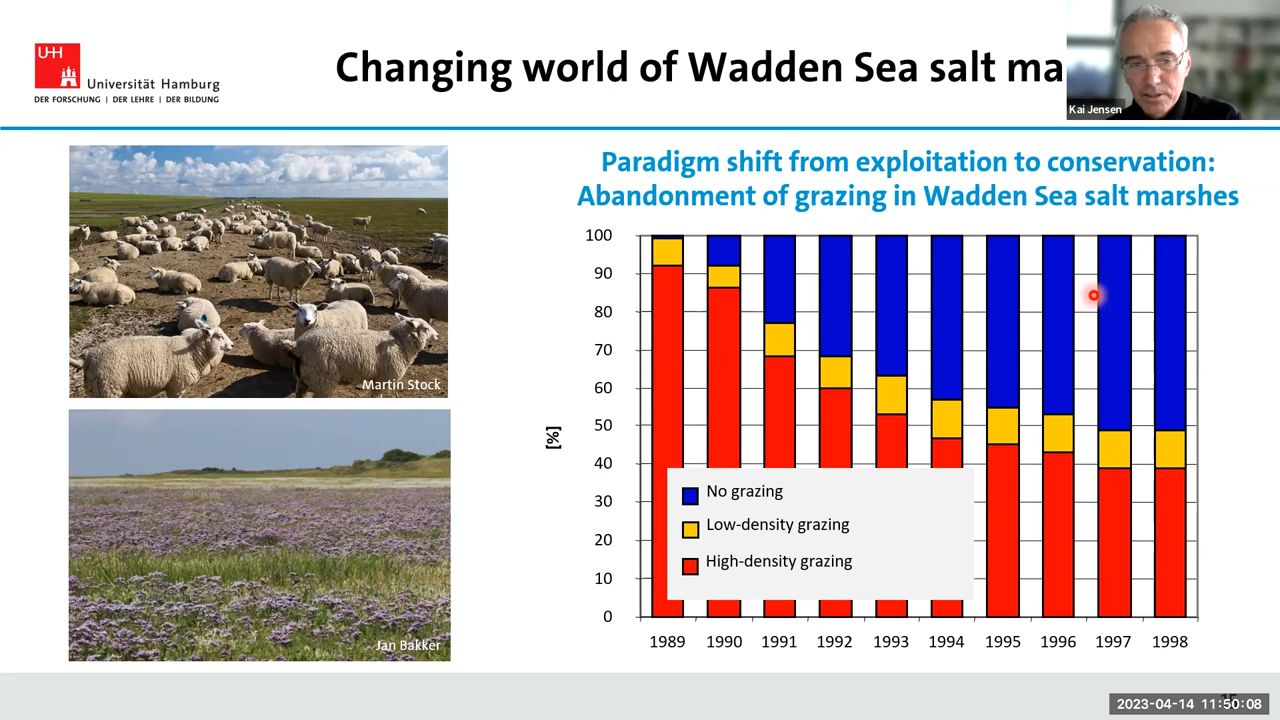 UHH
Universität Hamburg
DER FORSCHUNG | DER LEHRE | DER BILDUNG
Changing world of Wadden Sea salt ma
Kai Jensen
Martin Stock
Jan Bakker
Paradigm shift from exploitation to conservation:
Abandonment of grazing in Wadden Sea salt marshes
[%]
100
90
80
70
60
50
40
30
20
10
0
No grazing
Low-density grazing
High-density grazing
1989 1990 1991 1992 1993 1994 1995 1996 1997 1998
2023-04-14 11:50:08